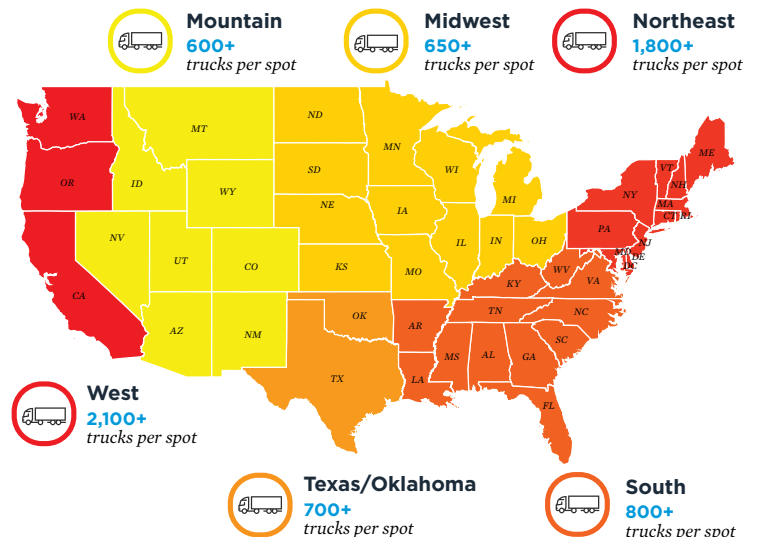 Mountain
600+
trucks per spot
Midwest
650+
trucks per spot
Northeast
1,800+
trucks per spot
WA
MT
ND
MN
ME
VT
NH
OR
ID
SD
WI
NY
MA
WY
MI
CT RI
NE
IA
PA
NV
IL
IN
OH
NJ
MD
DE
DC
UT
CO
KS
MO
WV
VA
KY
CA
OK
TN
NC
AZ
NM
AR
SC
MS
AL
GA
TX
LA
FL
West
2,100+
trucks per spot
Texas/Oklahoma
700+
trucks per spot
South
800+
trucks per spot